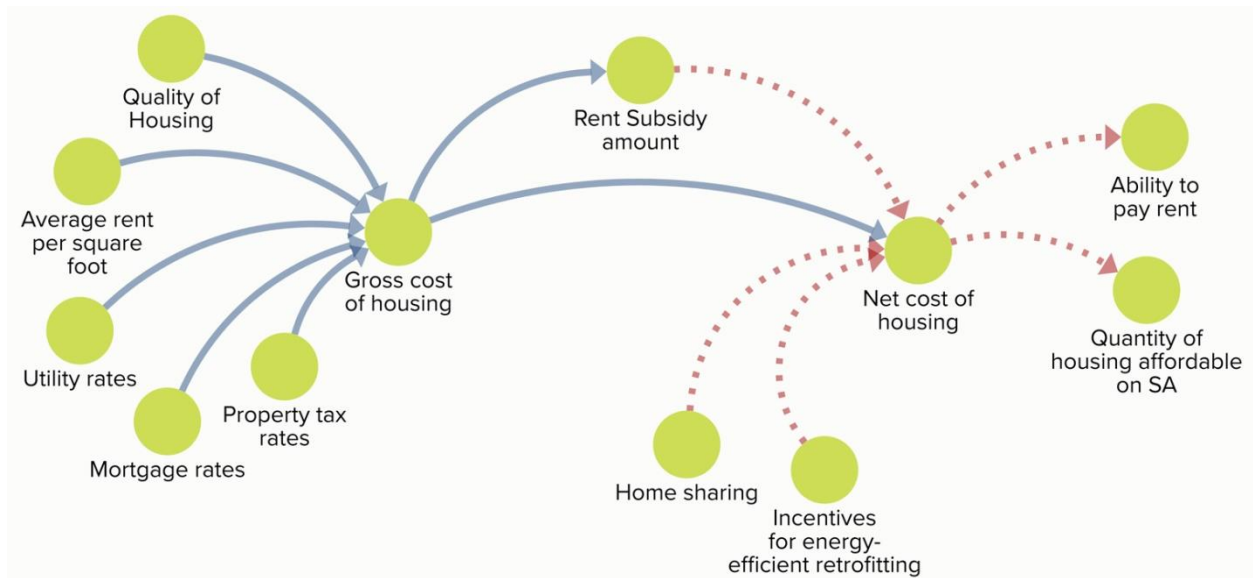 Quality of
Housing
Average rent
per square
foot
Utility rates
Mortgage rates
Property tax
rates
Gross cost
of housing
Rent Subsidy
amount
Net cost of
housing
Home sharing
Incentives
for energy-
efficient retrofitting
Ability to
pay rent
Quantity of
housing affordable
on SA